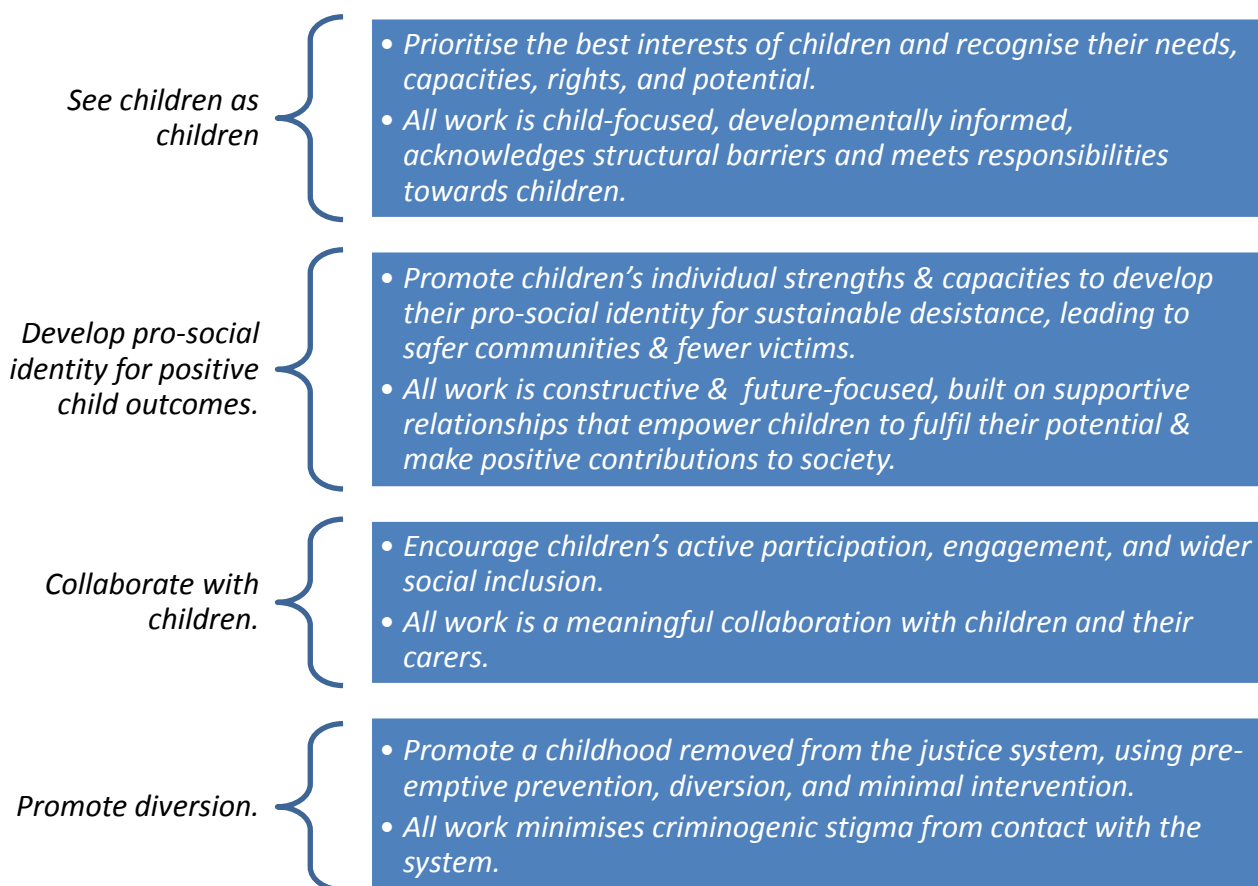 See children as
children
• Prioritise the best interests of children and recognise their needs,
capacities, rights, and potential.
• All work is child-focused, developmentally informed,
acknowledges structural barriers and meets responsibilities
towards children.
Develop pro-social
identity for positive
child outcomes.
• Promote children’s individual strengths & capacities to develop
their pro-social identity for sustainable desistance, leading to
safer communities & fewer victims.
• All work is constructive &  future-focused, built on supportive
relationships that empower children to fulfil their potential &
make positive contributions to society.
Collaborate with
children.
• Encourage children’s active participation, engagement, and wider
social inclusion.
• All work is a meaningful collaboration with children and their
carers.
Promote diversion.
• Promote a childhood removed from the justice system, using pre-
emptive prevention, diversion, and minimal intervention.
• All work minimises criminogenic stigma from contact with the
system.